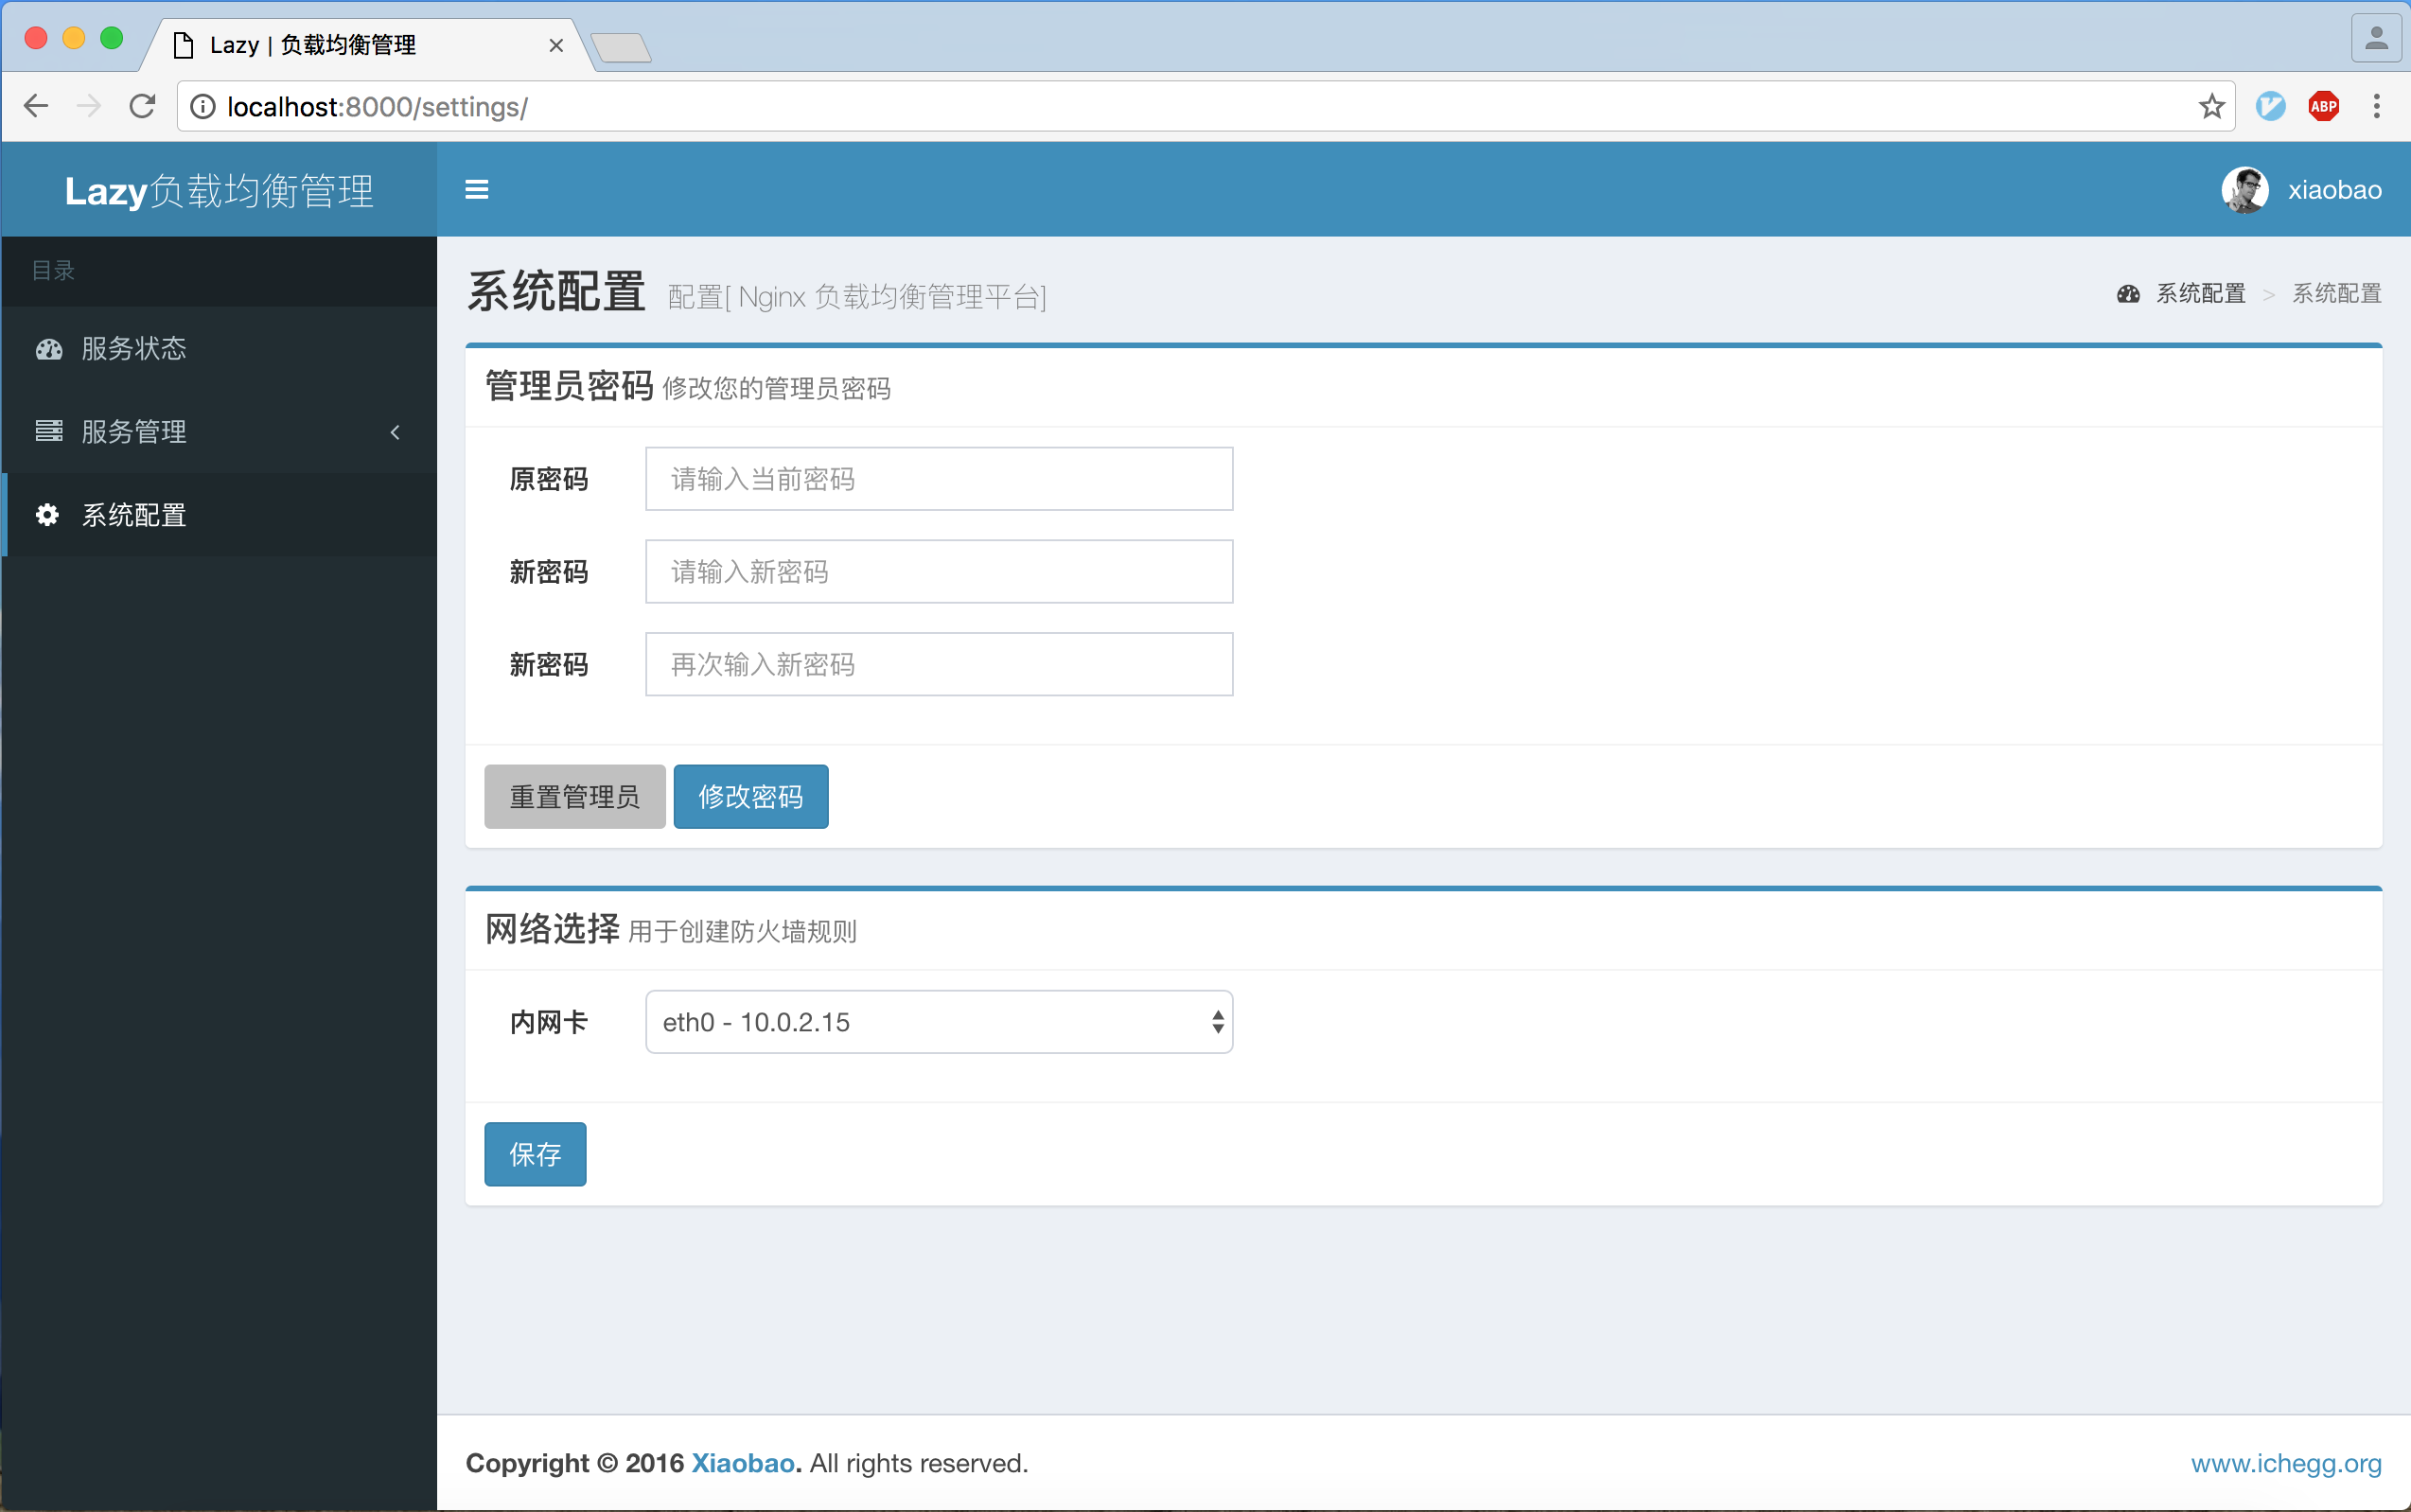 Lazy | 负载均衡管理
localhost:8000/settings/
ABP
Lazy负载均衡管理
xiaobao
目录
服务状态
服务管理
系统配置
系统配置 配置[ Nginx 负载均衡管理平台]
系统配置 > 系统配置
管理员密码 修改您的管理员密码
原密码 请输入当前密码
新密码 请输入新密码
新密码 再次输入新密码
重置管理员 修改密码
网络选择 用于创建防火墙规则
内网卡 eth0 - 10.0.2.15
保存
Copyright © 2016 Xiaobao. All rights reserved.
www.ichegg.org